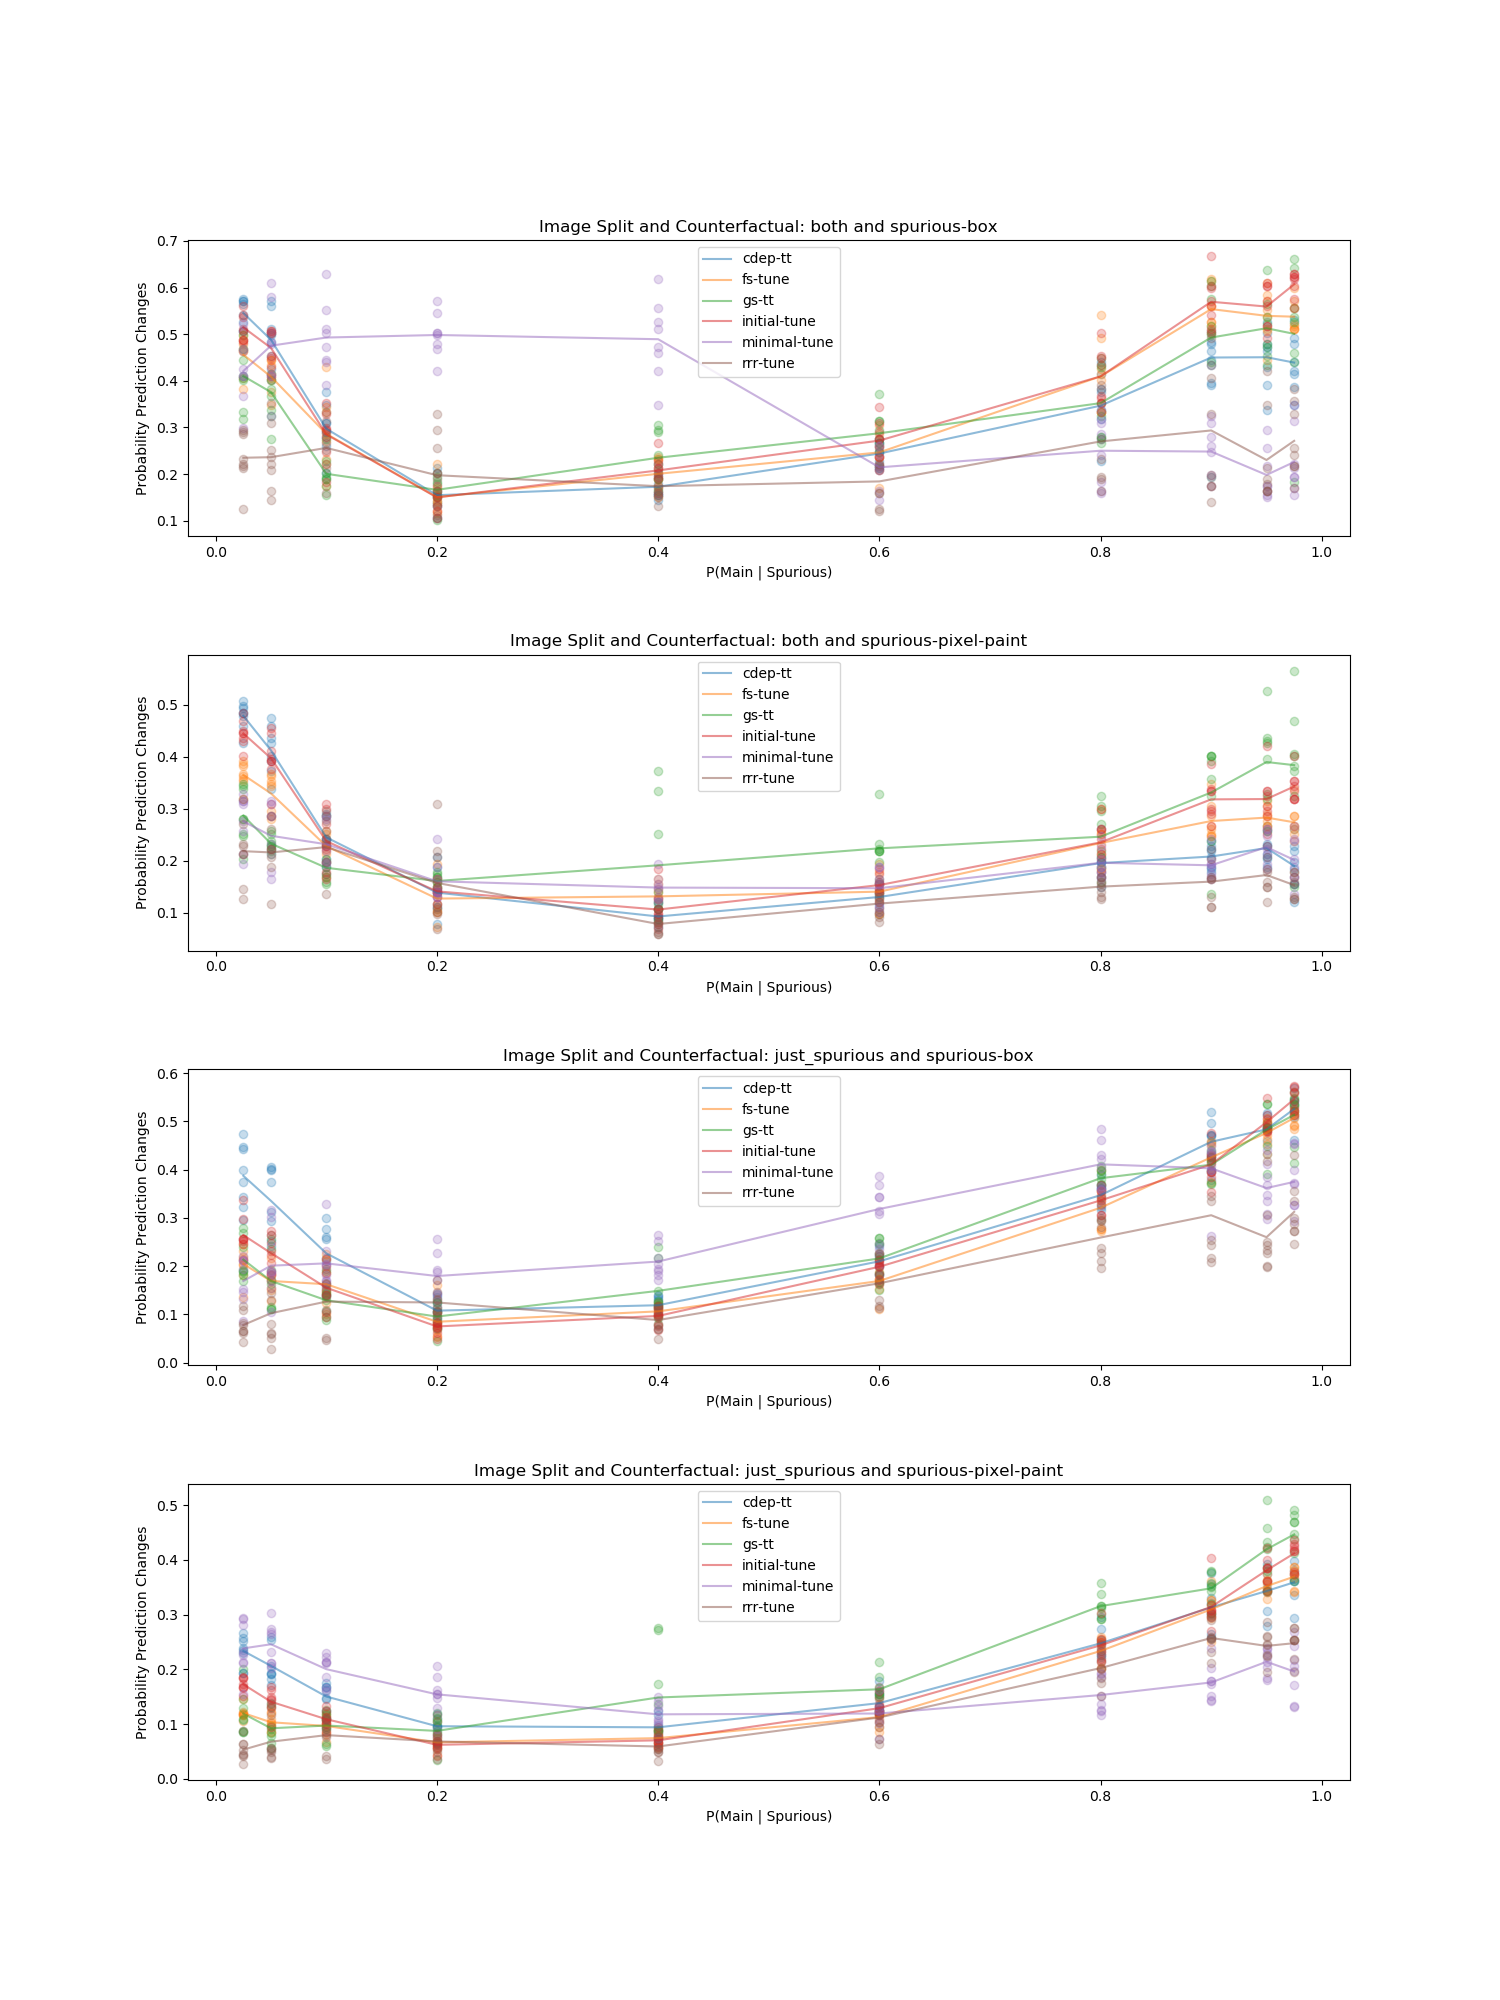 Image Split and Counterfactual: both and spurious-box
Probability Prediction Changes
0.7
0.6
0.5
0.4
0.3
0.2
0.1
cdep-tt
fs-tune
gs-tt
initial-tune
minimal-tune
rrr-tune
0.0 0.2 0.4 0.6 0.8 1.0
P(Main | Spurious)
Image Split and Counterfactual: both and spurious-pixel-paint
Probability Prediction Changes
0.5
0.4
0.3
0.2
0.1
cdep-tt
fs-tune
gs-tt
initial-tune
minimal-tune
rrr-tune
0.0 0.2 0.4 0.6 0.8 1.0
P(Main | Spurious)
Image Split and Counterfactual: just_spurious and spurious-box
Probability Prediction Changes
0.6
0.5
0.4
0.3
0.2
0.1
0.0
cdep-tt
fs-tune
gs-tt
initial-tune
minimal-tune
rrr-tune
0.0 0.2 0.4 0.6 0.8 1.0
P(Main | Spurious)
Image Split and Counterfactual: just_spurious and spurious-pixel-paint
Probability Prediction Changes
0.5
0.4
0.3
0.2
0.1
0.0
cdep-tt
fs-tune
gs-tt
initial-tune
minimal-tune
rrr-tune
0.0 0.2 0.4 0.6 0.8 1.0
P(Main | Spurious)